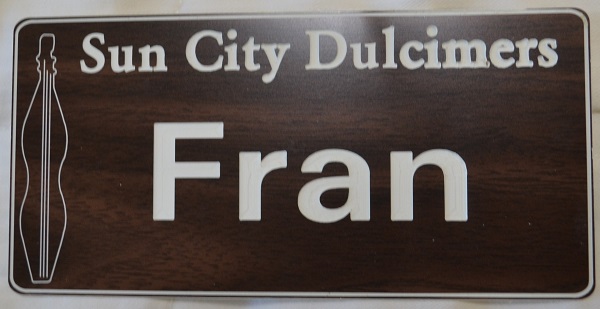 Sun City Dulcimers
Fran